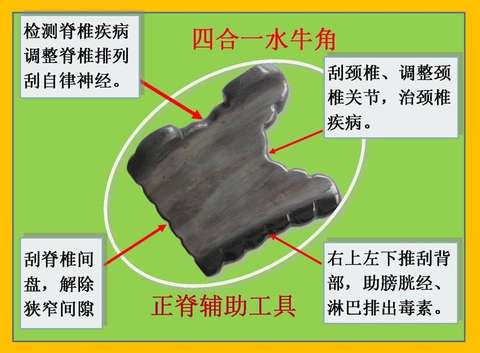 检测脊椎疾病
调整脊椎排列
刮自律神经。
四合一水牛角
刮颈椎、调整颈
椎关节，治颈椎
疾病。
刮脊椎间
盘，解除
狭窄间隙
正脊辅助工具
右上左下推刮背
部，助膀胱经、
淋巴排出毒素。